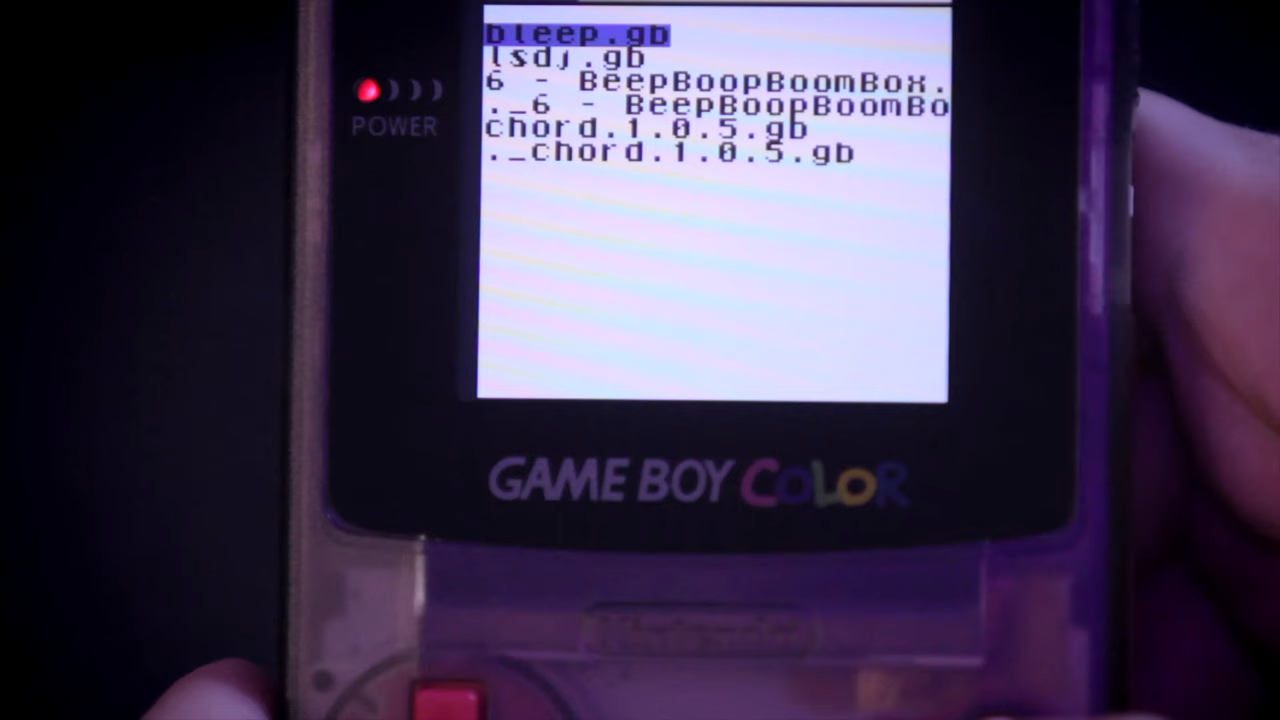 bleep.gb
lsdj.gb
6 - BeepBoopBoomBox.
._6 - BeepBoopBoomBo
chord.1.0.5.gb
._chord.1.0.5.gb
POWER
GAME BOY COLOR
Nintendo